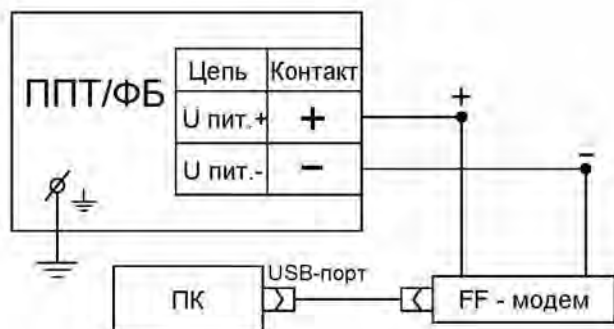 ППТ/ФБ
Цепь Контакт
U пит.+ +
U пит.- −
+
−
USB-порт
ПК
FF - модем